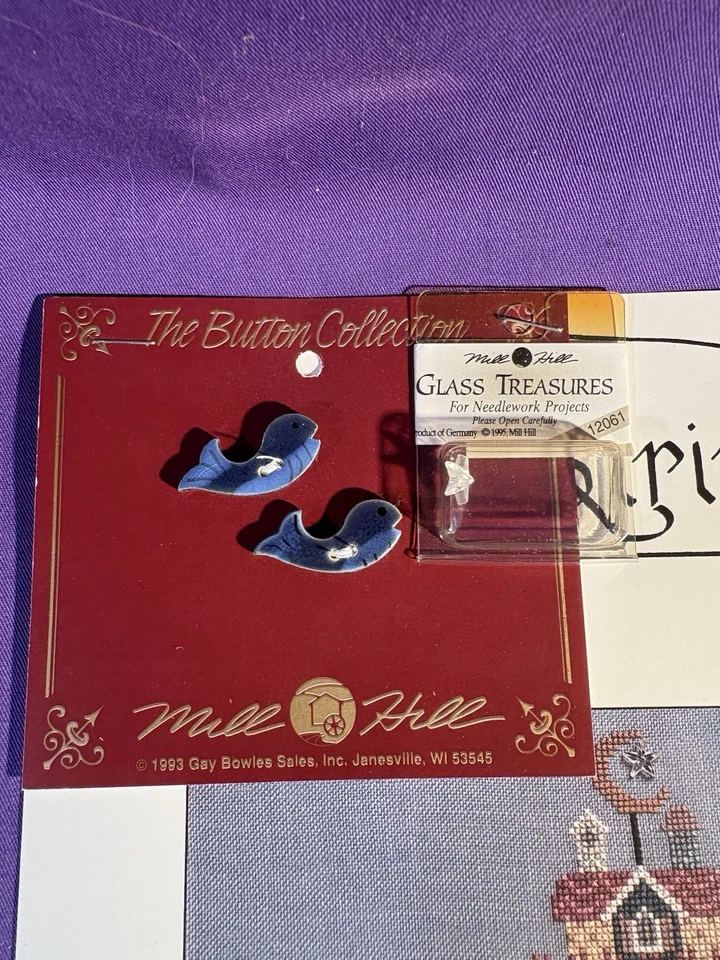 The Button Collection
Mill Hill
GLASS TREASURES
For Needlework Projects
Please Open Carefully
roduct of Germany © 1995, Mill Hill
12061
Mill Hill
© 1993 Gay Bowles Sales, Inc. Janesville, WI 53545